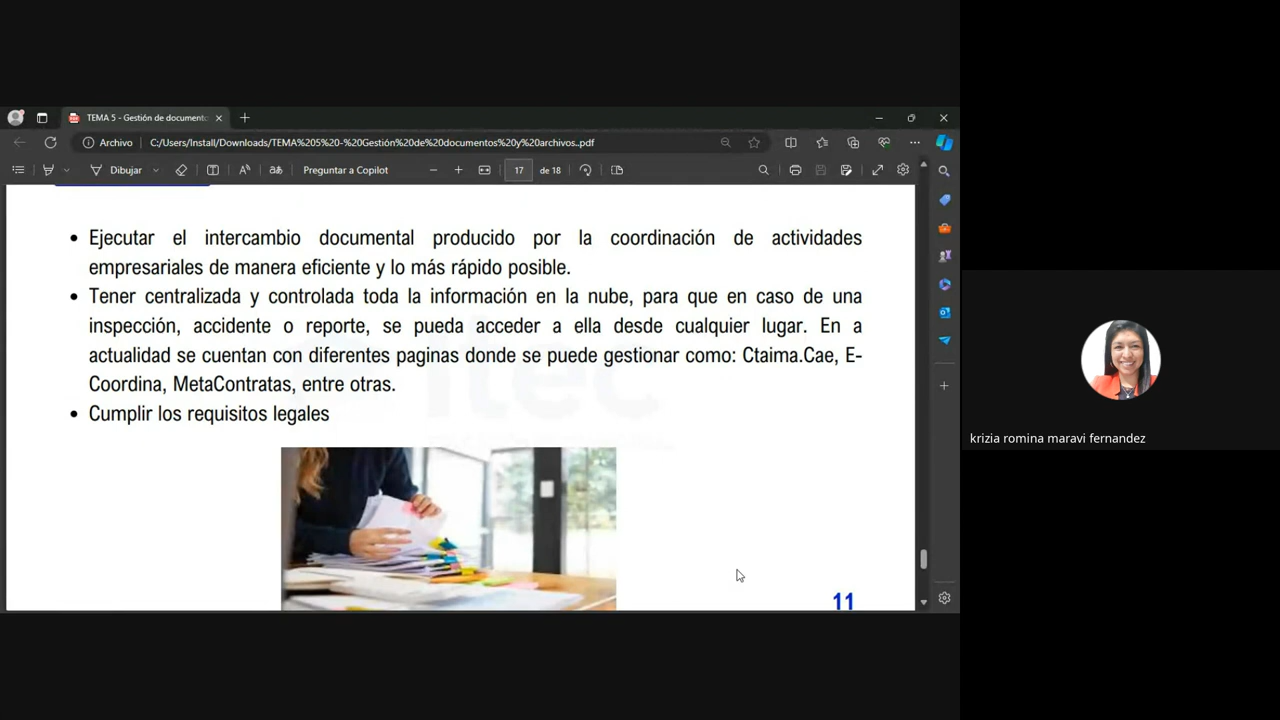 TEMA 5 - Gestión de document
Archivo
C:/Users/Install/Downloads/TEMA%205%20-%20Gestión%20de%20documentos%20y%20archivos..pdf
Dibujar
aあ
Preguntar a Copilot
17
de 18
• Ejecutar el intercambio documental producido por la coordinación de actividades
empresariales de manera eficiente y lo más rápido posible.
• Tener centralizada y controlada toda la información en la nube, para que en caso de una
inspección, accidente o reporte, se pueda acceder a ella desde cualquier lugar. En a
actualidad se cuentan con diferentes paginas donde se puede gestionar como: Ctaima.Cae, E-
Coordina, MetaContratas, entre otras.
• Cumplir los requisitos legales
itec
11
krizia romina maravi fernandez